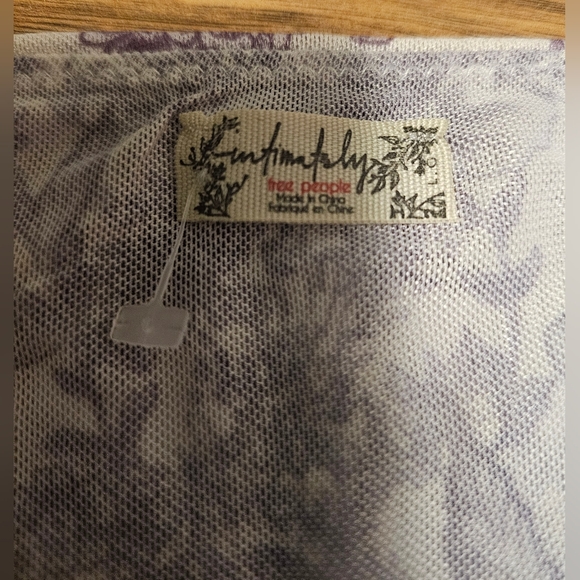 intimately
free people
Made in China
Fabriqué en Chine